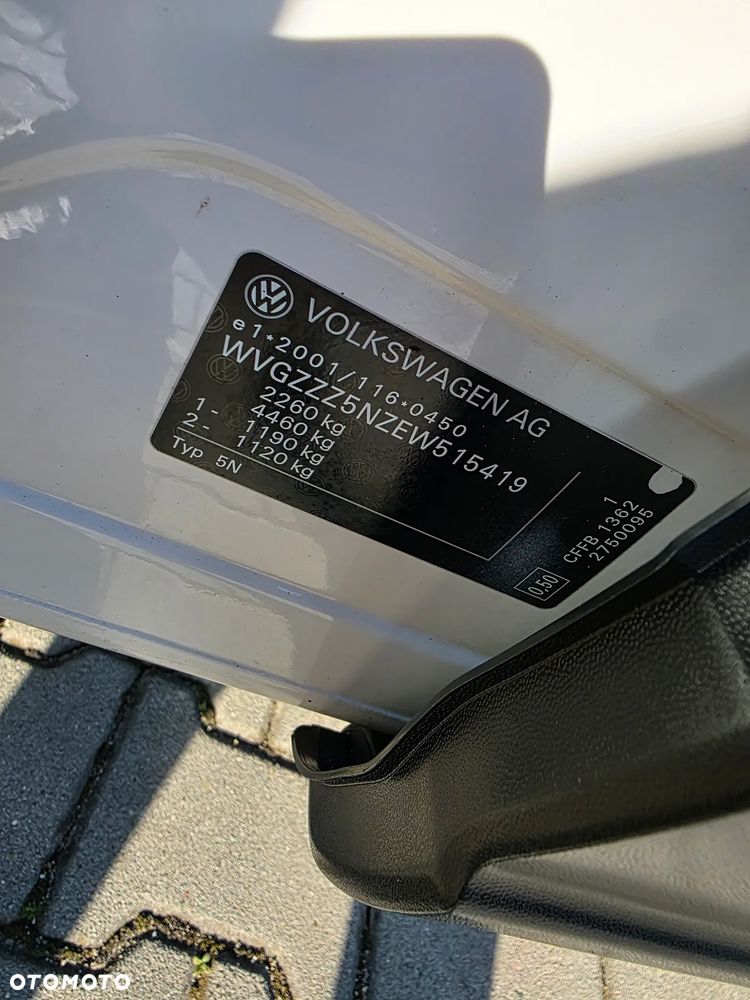 VOLKSWAGEN AG
e1*2001/116*0450
WVGZZZ5NZEW515419
2260 kg
4460 kg
1- 1190 kg
2- 1120 kg
Typ 5N
1
CFFB 1362
2750095
0.50
OTOMOTO